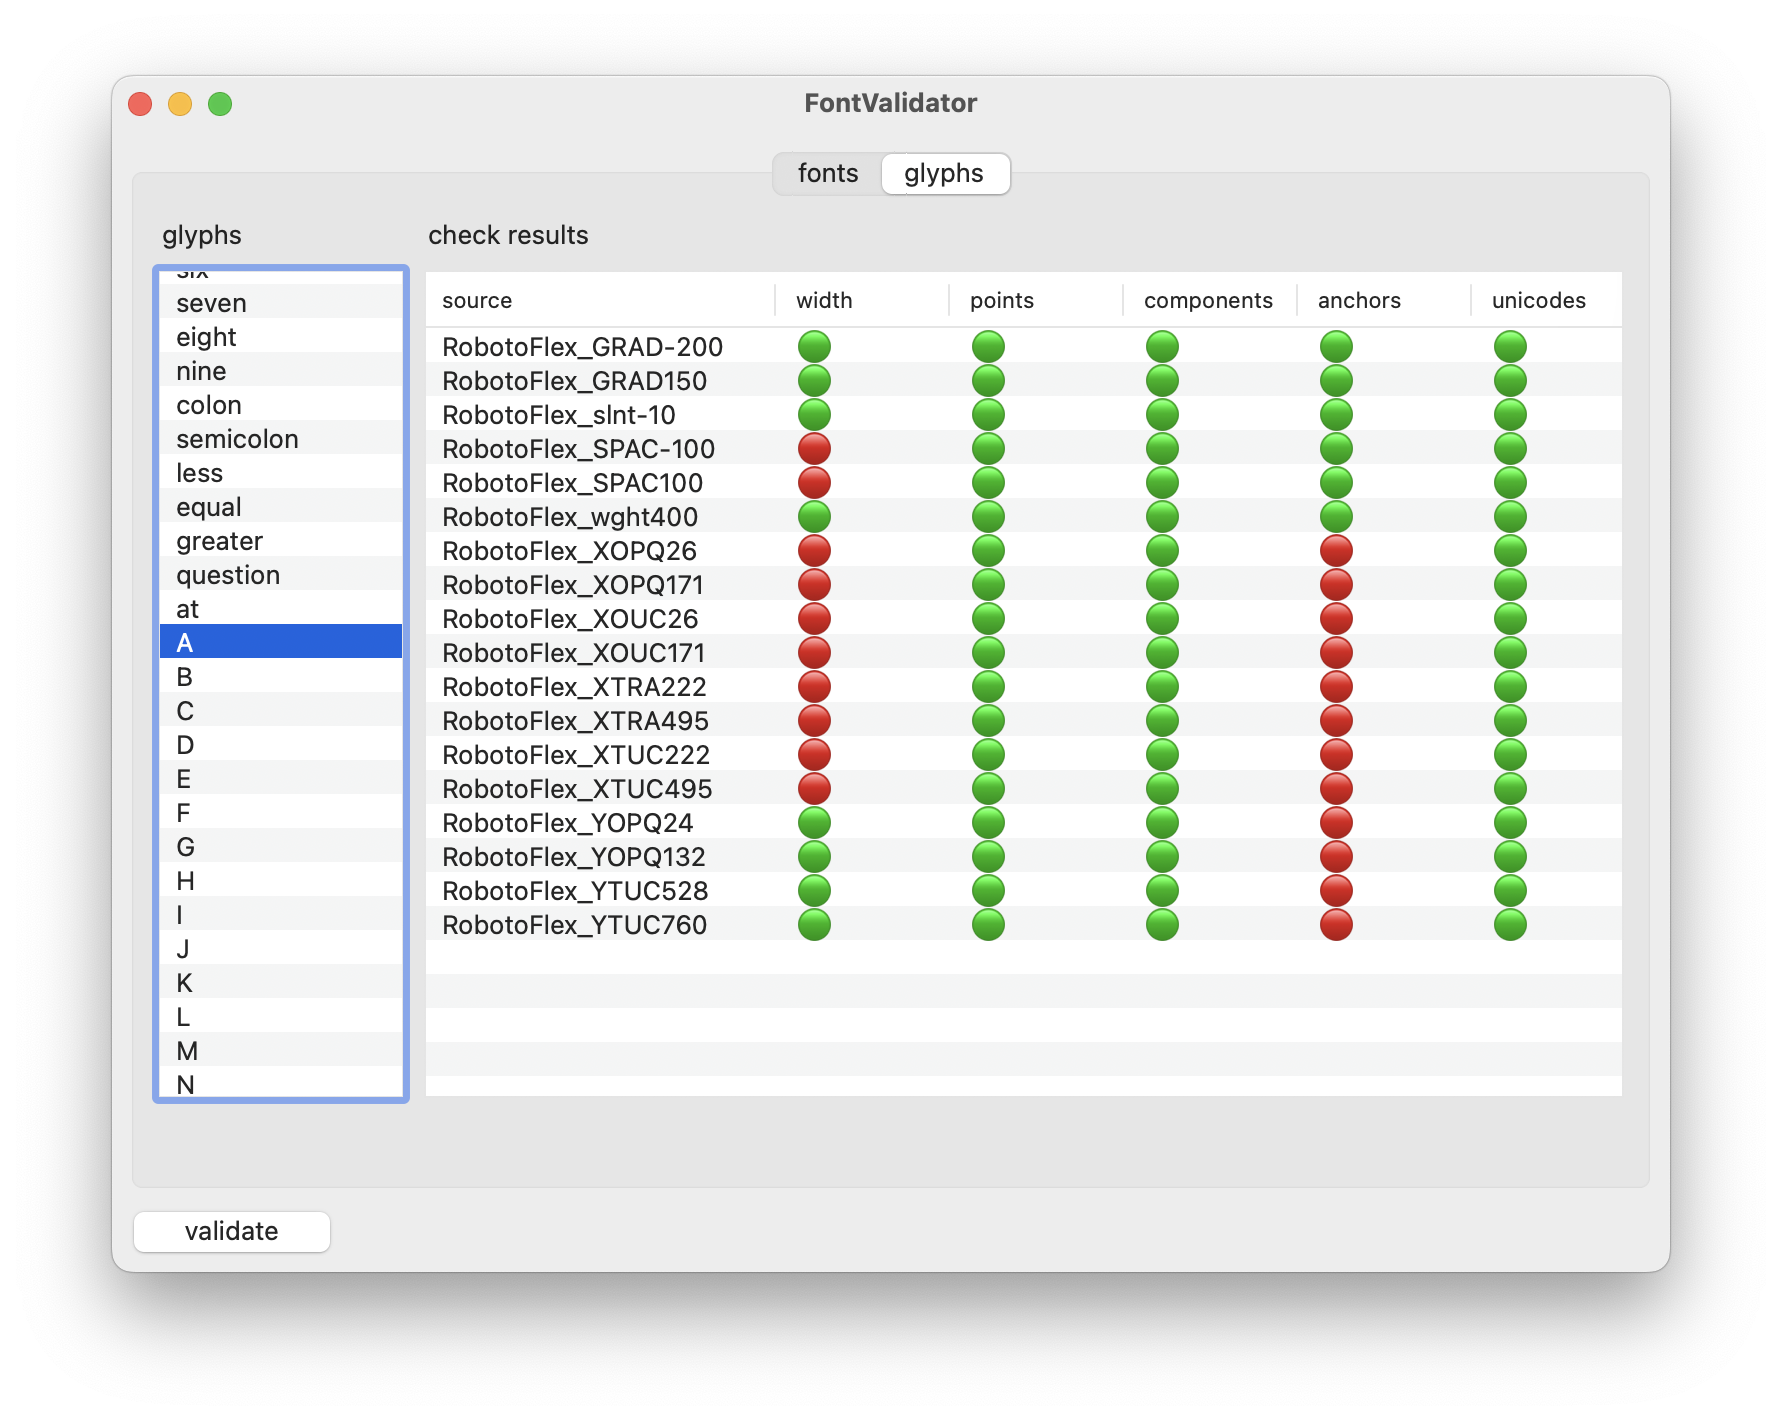 FontValidator
fonts glyphs
glyphs
six
seven
eight
nine
colon
semicolon
less
equal
greater
question
at
A
B
C
D
E
F
G
H
I
J
K
L
M
N
check results
source width points components anchors unicodes
RobotoFlex_GRAD-200
RobotoFlex_GRAD150
RobotoFlex_slnt-10
RobotoFlex_SPAC-100
RobotoFlex_SPAC100
RobotoFlex_wght400
RobotoFlex_XOPQ26
RobotoFlex_XOPQ171
RobotoFlex_XOUC26
RobotoFlex_XOUC171
RobotoFlex_XTRA222
RobotoFlex_XTRA495
RobotoFlex_XTUC222
RobotoFlex_XTUC495
RobotoFlex_YOPQ24
RobotoFlex_YOPQ132
RobotoFlex_YTUC528
RobotoFlex_YTUC760
validate